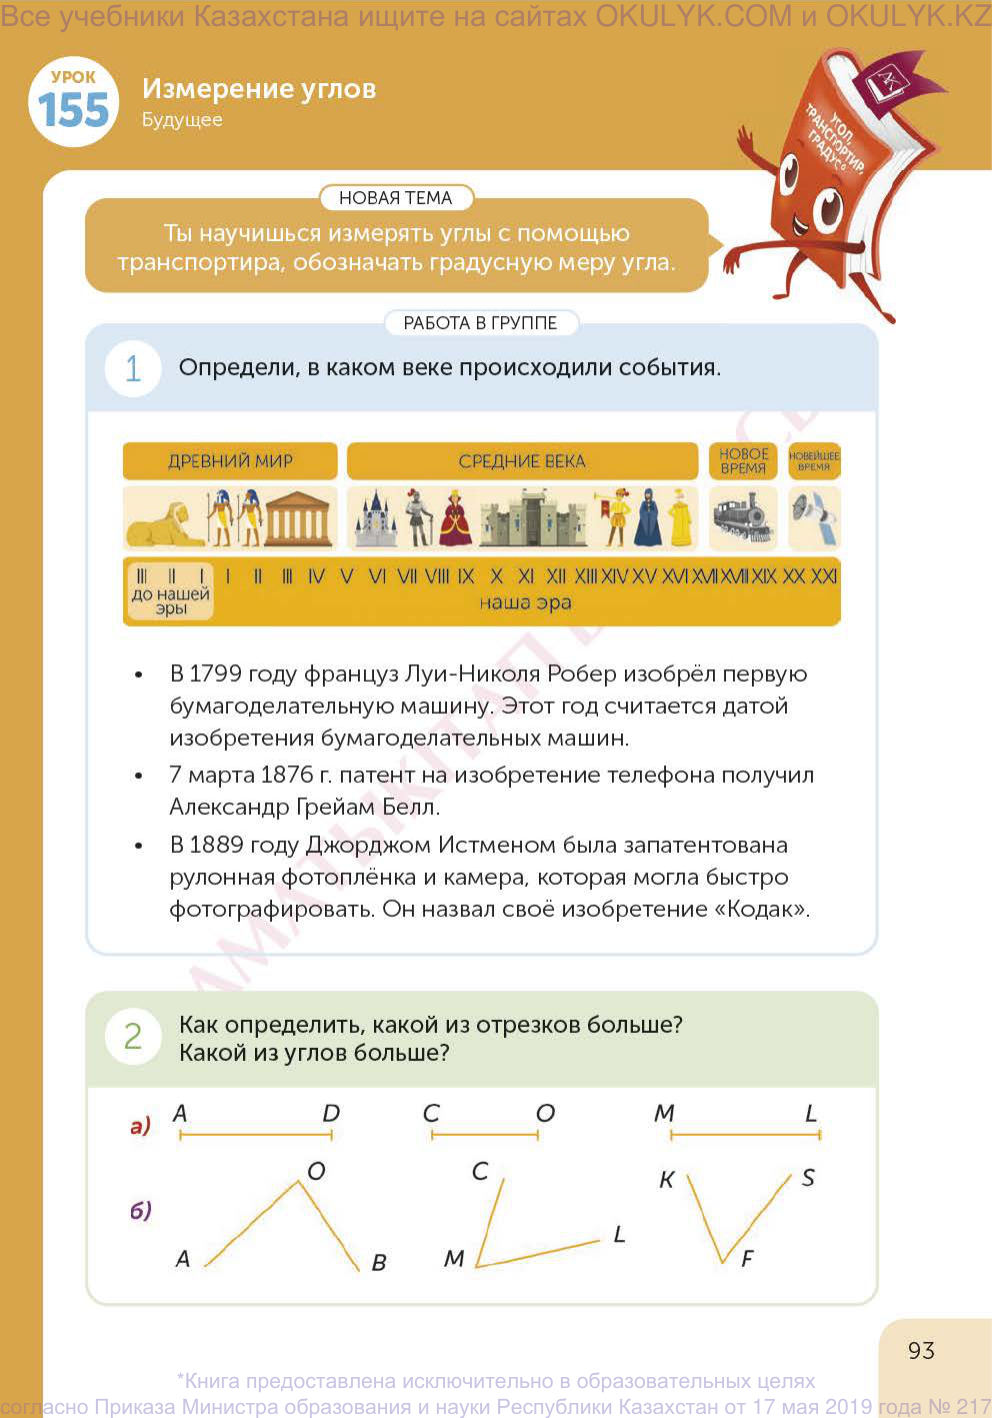 Все учебники Казахстана ищите на сайтах OKULYK.COM и OKULYK.KZ
УРОК
155
Измерение углов
Будущее
УГОЛ,
ТРАНСПОРТИР,
ГРАДУС
НОВАЯ ТЕМА
Ты научишься измерять углы с помощью
транспортира, обозначать градусную меру угла.
РАБОТА В ГРУППЕ
1 Определи, в каком веке происходили события.
ДРЕВНИЙ МИР СРЕДНИЕ ВЕКА НОВОЕ ВРЕМЯ НОВЕЙШЕЕ ВРЕМЯ
III II I I II III IV V VI VII VIII IX X XI XII XIII XIV XV XVI XVII XVIII XIX XX XXI
до нашей
эры
наша эра
• В 1799 году француз Луи-Николя Робер изобрёл первую
бумагоделательную машину. Этот год считается датой
изобретения бумагоделательных машин.
• 7 марта 1876 г. патент на изобретение телефона получил
Александр Грейам Белл.
• В 1889 году Джорджом Истменом была запатентована
рулонная фотоплёнка и камера, которая могла быстро
фотографировать. Он назвал своё изобретение «Кодак».
2 Как определить, какой из отрезков больше?
Какой из углов больше?
а) A D C O M L
б) A O B C M L K F S
93
*Книга предоставлена исключительно в образовательных целях
согласно Приказа Министра образования и науки Республики Казахстан от 17 мая 2019 года № 217